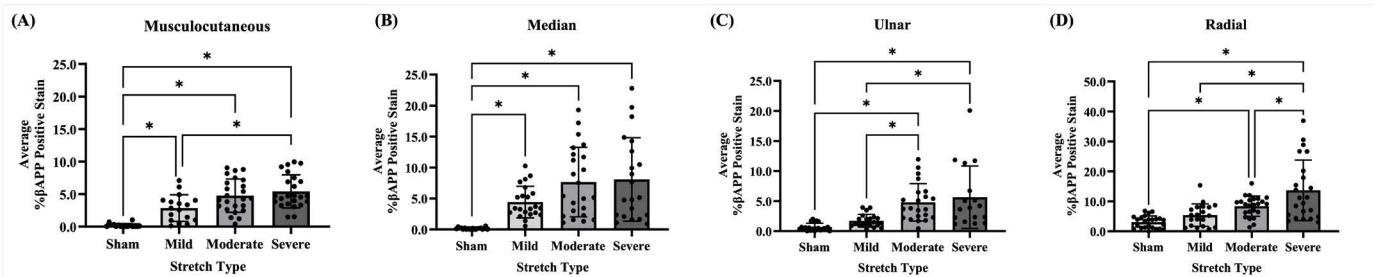 (A)
Musculocutaneous
Average
%βAPP Positive Stain
25.0
20.0
15.0
10.0
5.0
0.0
*
*
*
*
Sham Mild Moderate Severe
Stretch Type
(B)
Median
Average
%βAPP Positive Stain
25.0
20.0
15.0
10.0
5.0
0.0
*
*
*
Sham Mild Moderate Severe
Stretch Type
(C)
Ulnar
Average
%βAPP Positive Stain
25.0
20.0
15.0
10.0
5.0
0.0
*
*
*
*
Sham Mild Moderate Severe
Stretch Type
(D)
Radial
Average
%βAPP Positive Stain
50.0
40.0
30.0
20.0
10.0
0.0
*
*
*
*
Sham Mild Moderate Severe
Stretch Type